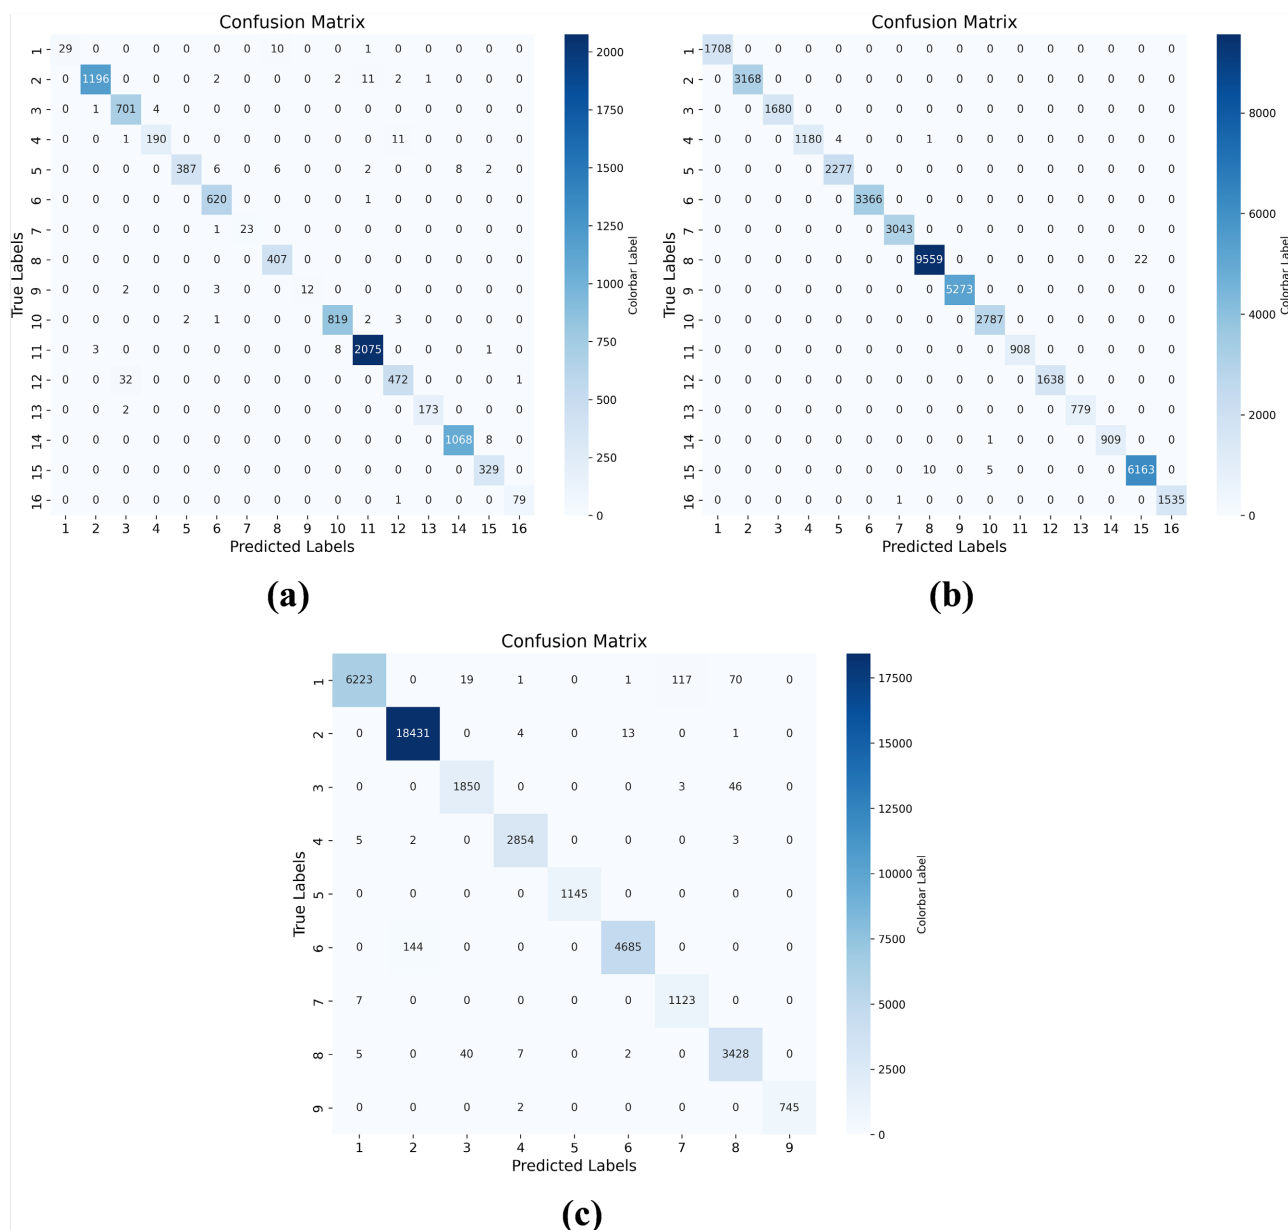 Confusion Matrix
1 29 0 0 0 0 0 0 10 0 0 1 0 0 0 0 0
2 0 1196 0 0 0 2 0 0 0 2 11 2 1 0 0 0
3 0 1 701 4 0 0 0 0 0 0 0 0 0 0 0 0
4 0 0 1 190 0 0 0 0 0 0 0 11 0 0 0 0
5 0 0 0 0 387 6 0 6 0 0 2 0 0 8 2 0
6 0 0 0 0 0 620 0 0 0 0 1 0 0 0 0 0
7 0 0 0 0 0 1 23 0 0 0 0 0 0 0 0 0
8 0 0 0 0 0 0 0 407 0 0 0 0 0 0 0 0
9 0 0 2 0 0 3 0 0 12 0 0 0 0 0 0 0
10 0 0 0 0 2 1 0 0 0 819 2 3 0 0 0 0
11 0 3 0 0 0 0 0 0 0 8 2075 0 0 0 1 0
12 0 0 32 0 0 0 0 0 0 0 0 472 0 0 0 1
13 0 0 2 0 0 0 0 0 0 0 0 0 173 0 0 0
14 0 0 0 0 0 0 0 0 0 0 0 0 0 1068 8 0
15 0 0 0 0 0 0 0 0 0 0 0 0 0 0 329 0
16 0 0 0 0 0 0 0 0 0 0 0 1 0 0 0 79
1 2 3 4 5 6 7 8 9 10 11 12 13 14 15 16
True Labels
Predicted Labels
2000
1750
1500
1250
1000
750
500
250
0
Colorbar Label
(a)
Confusion Matrix
1 1708 0 0 0 0 0 0 0 0 0 0 0 0 0 0 0
2 0 3168 0 0 0 0 0 0 0 0 0 0 0 0 0 0
3 0 0 1680 0 0 0 0 0 0 0 0 0 0 0 0 0
4 0 0 0 1180 4 0 0 1 0 0 0 0 0 0 0 0
5 0 0 0 0 2277 0 0 0 0 0 0 0 0 0 0 0
6 0 0 0 0 0 3366 0 0 0 0 0 0 0 0 0 0
7 0 0 0 0 0 0 3043 0 0 0 0 0 0 0 0 0
8 0 0 0 0 0 0 0 9559 0 0 0 0 0 0 22 0
9 0 0 0 0 0 0 0 0 5273 0 0 0 0 0 0 0
10 0 0 0 0 0 0 0 0 0 2787 0 0 0 0 0 0
11 0 0 0 0 0 0 0 0 0 0 908 0 0 0 0 0
12 0 0 0 0 0 0 0 0 0 0 0 1638 0 0 0 0
13 0 0 0 0 0 0 0 0 0 0 0 0 779 0 0 0
14 0 0 0 0 0 0 0 0 0 1 0 0 0 909 0 0
15 0 0 0 0 0 0 0 10 0 5 0 0 0 0 6163 0
16 0 0 0 0 0 0 1 0 0 0 0 0 0 0 0 1535
1 2 3 4 5 6 7 8 9 10 11 12 13 14 15 16
True Labels
Predicted Labels
8000
6000
4000
2000
0
Colorbar Label
(b)
Confusion Matrix
1 6223 0 19 1 0 1 117 70 0
2 0 18431 0 4 0 13 0 1 0
3 0 0 1850 0 0 0 3 46 0
4 5 2 0 2854 0 0 0 3 0
5 0 0 0 0 1145 0 0 0 0
6 0 144 0 0 0 4685 0 0 0
7 7 0 0 0 0 0 1123 0 0
8 5 0 40 7 0 2 0 3428 0
9 0 0 0 2 0 0 0 0 745
1 2 3 4 5 6 7 8 9
True Labels
Predicted Labels
17500
15000
12500
10000
7500
5000
2500
0
Colorbar Label
(c)